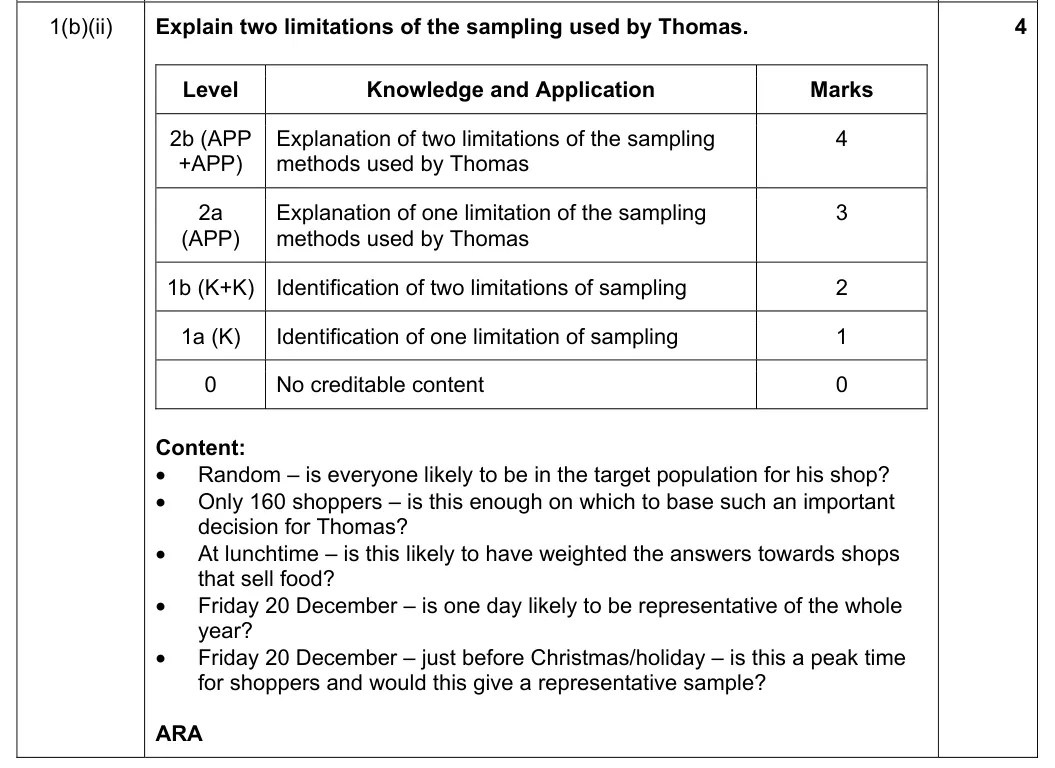 1(b)(ii) Explain two limitations of the sampling used by Thomas. 4
Level Knowledge and Application Marks
2b (APP Explanation of two limitations of the sampling 4
+APP) methods used by Thomas
2a Explanation of one limitation of the sampling 3
(APP) methods used by Thomas
1b (K+K) Identification of two limitations of sampling 2
1a (K) Identification of one limitation of sampling 1
0 No creditable content 0
Content:
• Random – is everyone likely to be in the target population for his shop?
• Only 160 shoppers – is this enough on which to base such an important
decision for Thomas?
• At lunchtime – is this likely to have weighted the answers towards shops
that sell food?
• Friday 20 December – is one day likely to be representative of the whole
year?
• Friday 20 December – just before Christmas/holiday – is this a peak time
for shoppers and would this give a representative sample?
ARA